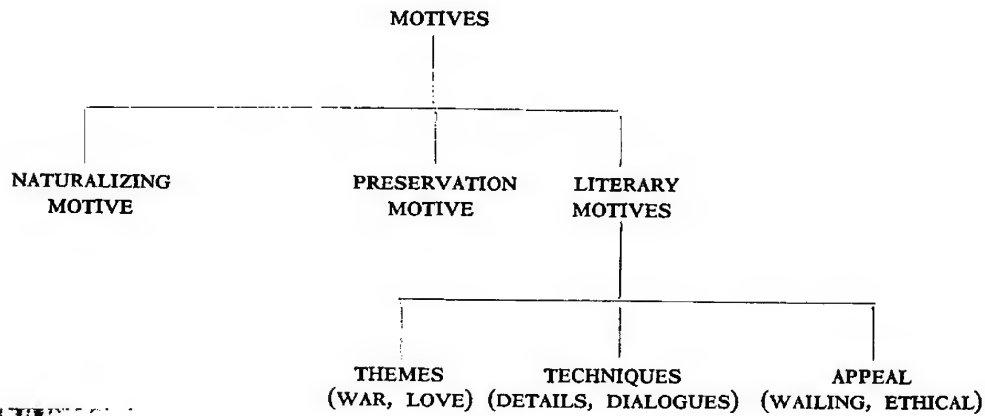 MOTIVES
NATURALIZING MOTIVE
PRESERVATION MOTIVE
LITERARY MOTIVES
THEMES (WAR, LOVE)
TECHNIQUES (DETAILS, DIALOGUES)
APPEAL (WAILING, ETHICAL)